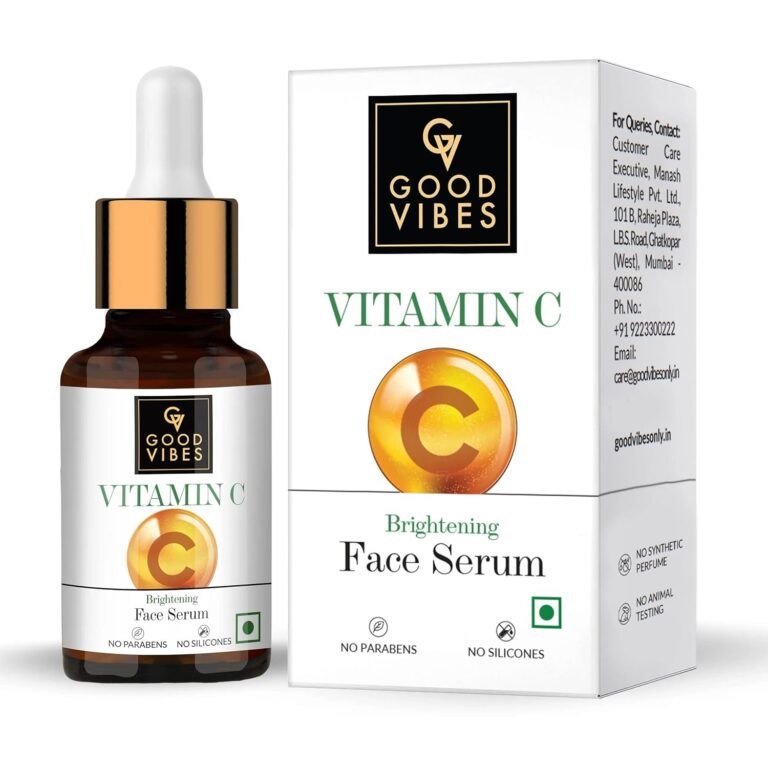 GV
GOOD
VIBES
VITAMIN C
C
Brightening
Face Serum
NO PARABENS
NO SILICONES
GV
GOOD
VIBES
VITAMIN C
C
Brightening
Face Serum
NO PARABENS
NO SILICONES
For Queries, Contact:
Customer Care
Executive, Manash
Lifestyle Pvt. Ltd.,
101 B, Raheja Plaza,
L.B.S. Road, Ghatkopar
(West), Mumbai -
400086
Ph. No.:
+91 9223300222
Email:
care@goodvibesonly.in
goodvibesonly.in
NO SYNTHETIC
PERFUME
NO ANIMAL
TESTING